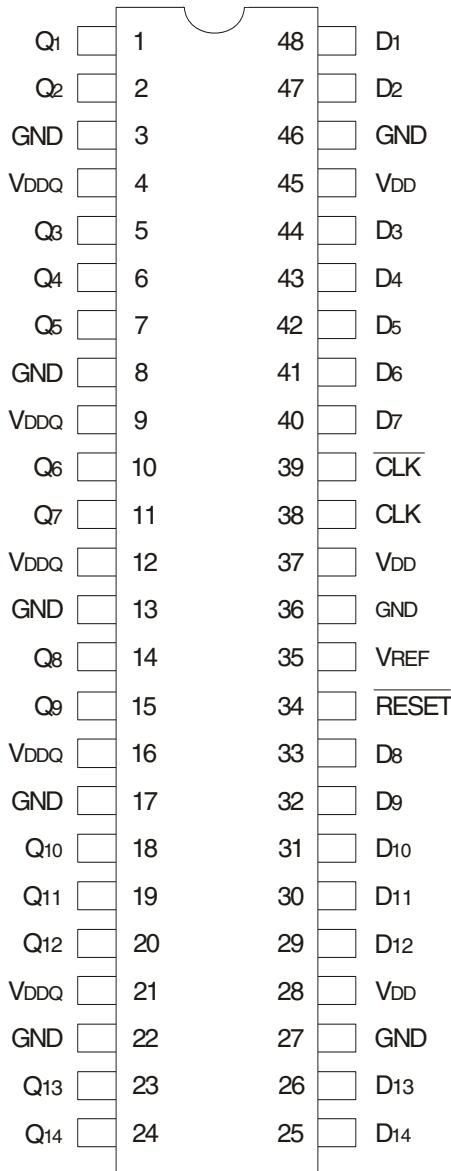 Q1 1 48 D1
Q2 2 47 D2
GND 3 46 GND
VDDQ 4 45 VDD
Q3 5 44 D3
Q4 6 43 D4
Q5 7 42 D5
GND 8 41 D6
VDDQ 9 40 D7
Q6 10 39 C̅L̅K̅
Q7 11 38 CLK
VDDQ 12 37 VDD
GND 13 36 GND
Q8 14 35 VREF
Q9 15 34 R̅E̅S̅E̅T̅
VDDQ 16 33 D8
GND 17 32 D9
Q10 18 31 D10
Q11 19 30 D11
Q12 20 29 D12
VDDQ 21 28 VDD
GND 22 27 GND
Q13 23 26 D13
Q14 24 25 D14